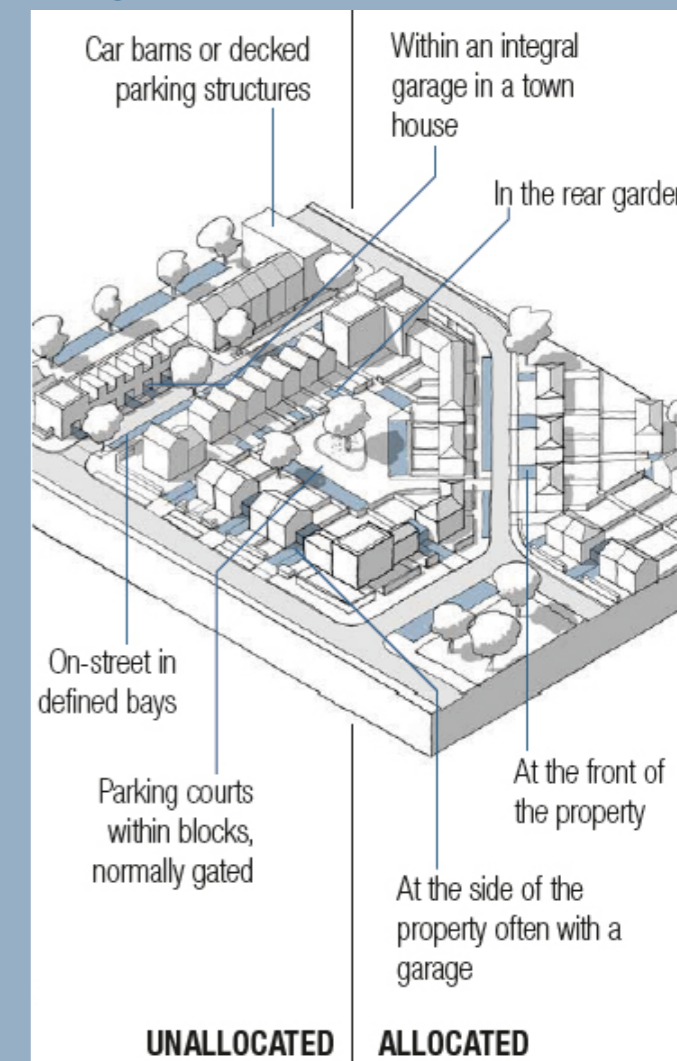 Car barns or decked
parking structures
Within an integral
garage in a town
house
In the rear garden
On-street in
defined bays
Parking courts
within blocks,
normally gated
At the front of
the property
At the side of the
property often with a
garage
UNALLOCATED
ALLOCATED